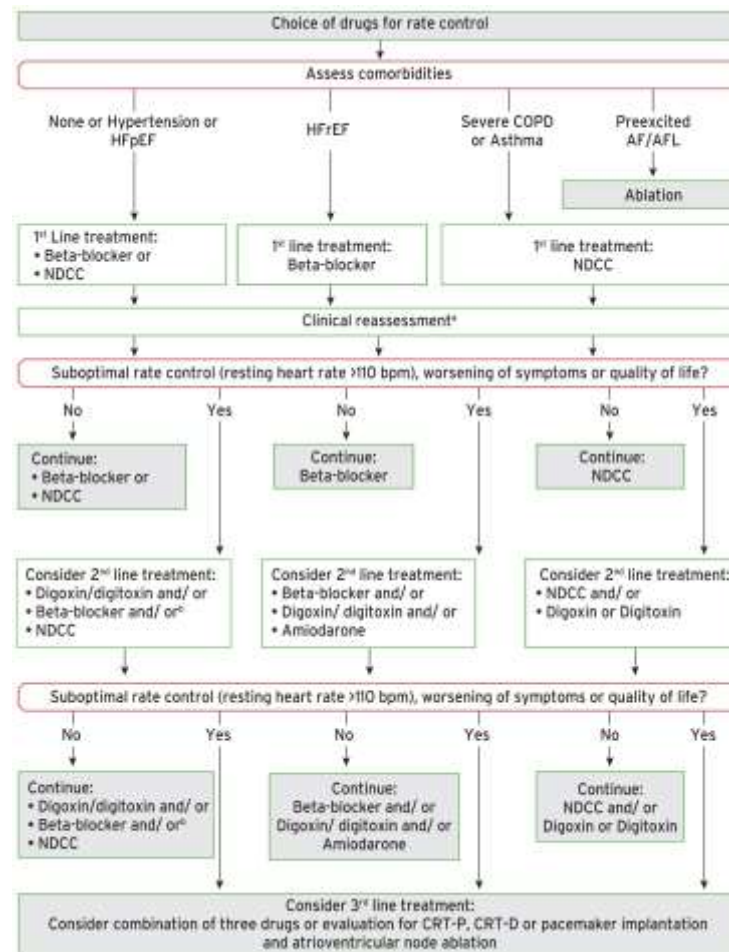 Choice of drugs for rate control
Assess comorbidities
None or Hypertension or
HFpEF
HFrEF
Severe COPD
or Asthma
Preexcited
AF/AFL
Ablation
1st Line treatment:
• Beta-blocker or
• NDCC
1st line treatment:
Beta-blocker
1st line treatment:
NDCC
Clinical reassessmentᵃ
Suboptimal rate control (resting heart rate >110 bpm), worsening of symptoms or quality of life?
No
Yes
No
Yes
No
Yes
Continue:
• Beta-blocker or
• NDCC
Continue:
Beta-blocker
Continue:
NDCC
Consider 2nd line treatment:
• Digoxin/digitoxin and/ or
• Beta-blocker and/ orᵇ
• NDCC
Consider 2nd line treatment:
• Beta-blocker and/ or
• Digoxin/ digitoxin and/ or
• Amiodarone
Consider 2nd line treatment:
• NDCC and/ or
• Digoxin or Digitoxin
Suboptimal rate control (resting heart rate >110 bpm), worsening of symptoms or quality of life?
No
Yes
No
Yes
No
Yes
Continue:
• Digoxin/digitoxin and/ or
• Beta-blocker and/ orᵇ
• NDCC
Continue:
Beta-blocker and/ or
Digoxin/ digitoxin and/ or
Amiodarone
Continue:
NDCC and/ or
Digoxin or Digitoxin
Consider 3rd line treatment:
Consider combination of three drugs or evaluation for CRT-P, CRT-D or pacemaker implantation
and atrioventricular node ablation